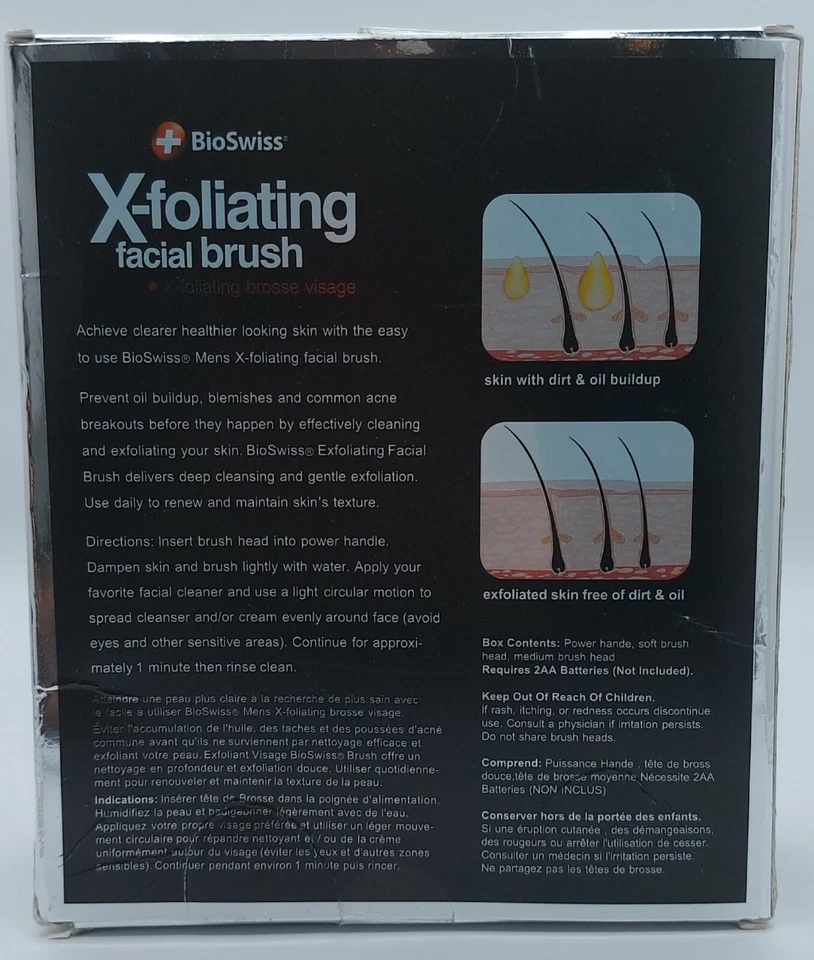 BioSwiss®
X-foliating
facial brush
• X-foliating brosse visage
Achieve clearer healthier looking skin with the easy
to use BioSwiss® Mens X-foliating facial brush.
Prevent oil buildup, blemishes and common acne
breakouts before they happen by effectively cleaning
and exfoliating your skin. BioSwiss® Exfoliating Facial
Brush delivers deep cleansing and gentle exfoliation.
Use daily to renew and maintain skin's texture.
Directions: Insert brush head into power handle.
Dampen skin and brush lightly with water. Apply your
favorite facial cleaner and use a light circular motion to
spread cleanser and/or cream evenly around face (avoid
eyes and other sensitive areas). Continue for approxi-
mately 1 minute then rinse clean.
Atteindre une peau plus claire à la recherche de plus sain avec
le facile à utiliser BioSwiss® Mens X-foliating brosse visage.
Éviter l'accumulation de l'huile, des taches et des poussées d'acné
commune avant qu'ils ne surviennent par nettoyage efficace et
exfoliant votre peau. Exfoliant Visage BioSwiss® Brush offre un
nettoyage en profondeur et exfoliation douce. Utiliser quotidienne-
ment pour renouveler et maintenir la texture de la peau.
Indications: Insérer tête de Brosse dans la poignée d'alimentation.
Humidifiez la peau et badigeonner légèrement avec de l'eau.
Appliquez votre propre visage préférée et utiliser un léger mouve-
ment circulaire pour répandre nettoyant et / ou de la crème
uniformément autour du visage (éviter les yeux et d'autres zones
sensibles). Continuer pendant environ 1 minute puis rincer.
skin with dirt & oil buildup
exfoliated skin free of dirt & oil
Box Contents: Power hande, soft brush
head, medium brush head
Requires 2AA Batteries (Not Included).
Keep Out Of Reach Of Children.
If rash, itching, or redness occurs discontinue
use. Consult a physician if irritation persists.
Do not share brush heads.
Comprend: Puissance Hande , tête de bross
douce,tête de brosse moyenne Nécessite 2AA
Batteries (NON iNCLUS)
Conserver hors de la portée des enfants.
Si une éruption cutanée , des démangeaisons,
des rougeurs ou arrêter l'utilisation de cesser.
Consulter un médecin si l'irritation persiste.
Ne partagez pas les têtes de brosse.